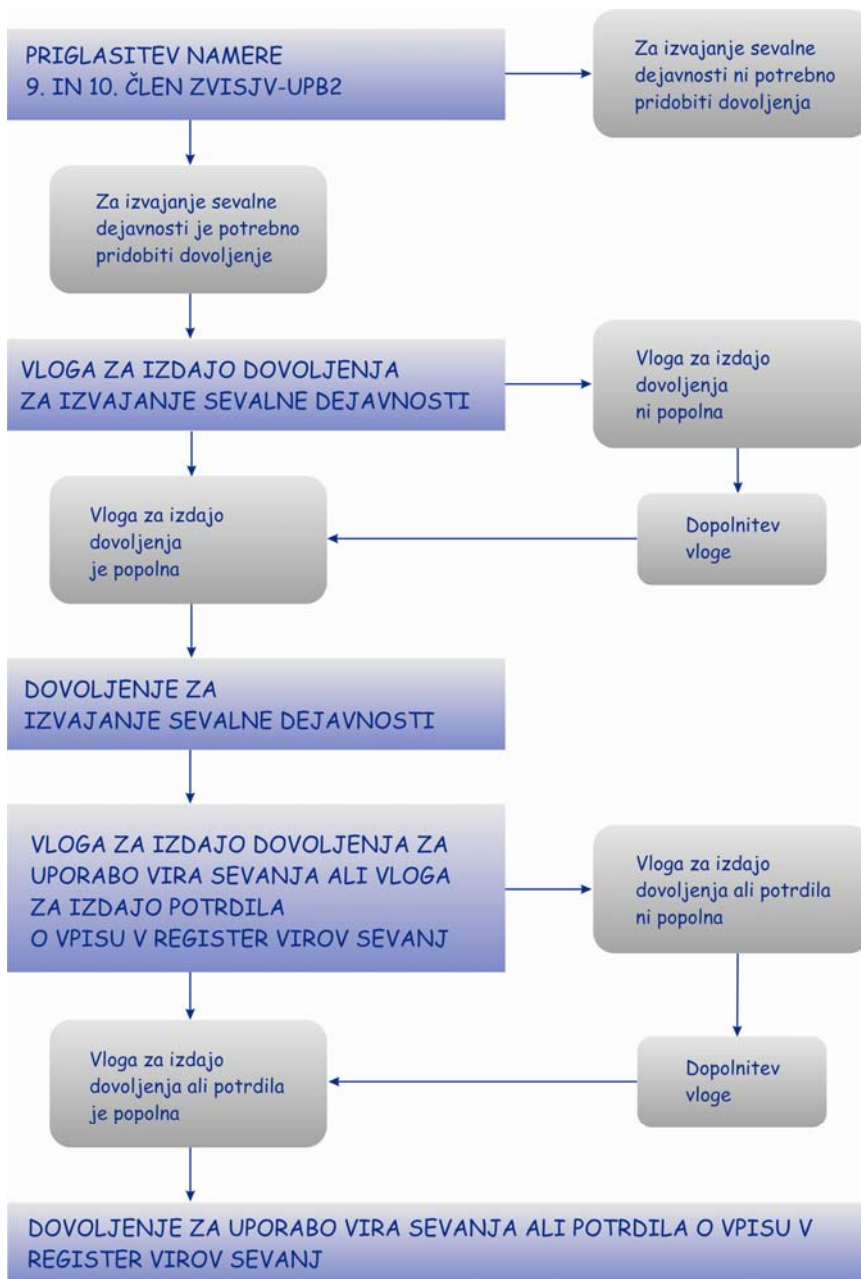 PRIGLASITEV NAMERE
9. IN 10. ČLEN ZVISJV-UPB2
Za izvajanje sevalne
dejavnosti ni potrebno
pridobiti dovoljenja
Za izvajanje sevalne
dejavnosti je potrebno
pridobiti dovoljenje
VLOGA ZA IZDAJO DOVOLJENJA
ZA IZVAJANJE SEVALNE DEJAVNOSTI
Vloga za izdajo
dovoljenja
ni popolna
Vloga za izdajo
dovoljenja
je popolna
Dopolnitev
vloge
DOVOLJENJE ZA
IZVAJANJE SEVALNE DEJAVNOSTI
VLOGA ZA IZDAJO DOVOLJENJA ZA
UPORABO VIRA SEVANJA ALI VLOGA
ZA IZDAJO POTRDILA
O VPISU V REGISTER VIROV SEVANJ
Vloga za izdajo
dovoljenja ali potrdila
ni popolna
Vloga za izdajo
dovoljenja ali potrdila
je popolna
Dopolnitev
vloge
DOVOLJENJE ZA UPORABO VIRA SEVANJA ALI POTRDILA O VPISU V
REGISTER VIROV SEVANJ